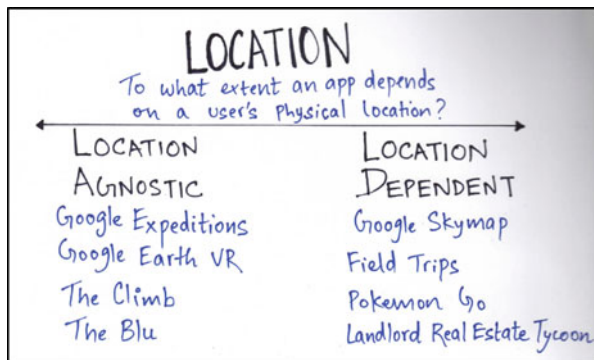 LOCATION
To what extent an app depends
on a user's physical location?
LOCATION
AGNOSTIC
Google Expeditions
Google Earth VR
The Climb
The Blu
LOCATION
DEPENDENT
Google Skymap
Field Trips
Pokemon Go
Landlord Real Estate Tycoon